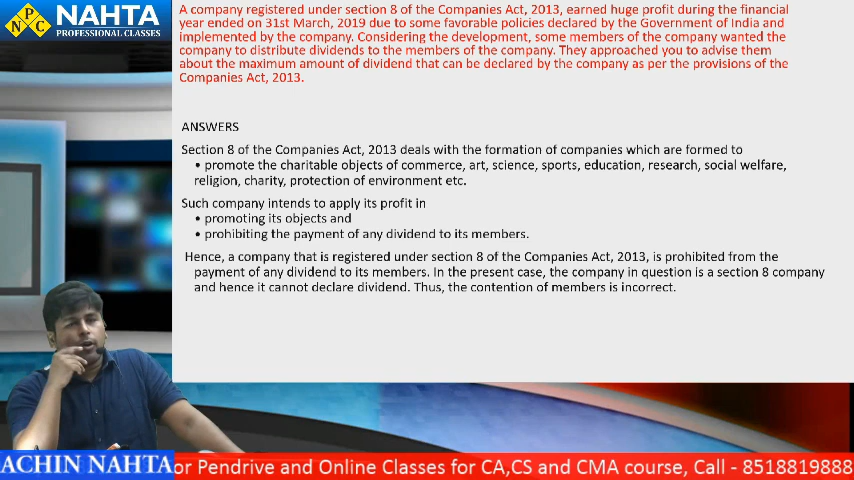 NPC
NAHTA
PROFESSIONAL CLASSES
A company registered under section 8 of the Companies Act, 2013, earned huge profit during the financial
year ended on 31st March, 2019 due to some favorable policies declared by the Government of India and
implemented by the company. Considering the development, some members of the company wanted the
company to distribute dividends to the members of the company. They approached you to advise them
about the maximum amount of dividend that can be declared by the company as per the provisions of the
Companies Act, 2013.
ANSWERS
Section 8 of the Companies Act, 2013 deals with the formation of companies which are formed to
• promote the charitable objects of commerce, art, science, sports, education, research, social welfare,
religion, charity, protection of environment etc.
Such company intends to apply its profit in
• promoting its objects and
• prohibiting the payment of any dividend to its members.
Hence, a company that is registered under section 8 of the Companies Act, 2013, is prohibited from the
payment of any dividend to its members. In the present case, the company in question is a section 8 company
and hence it cannot declare dividend. Thus, the contention of members is incorrect.
ACHIN NAHTA or Pendrive and Online Classes for CA,CS and CMA course, Call - 8518819888